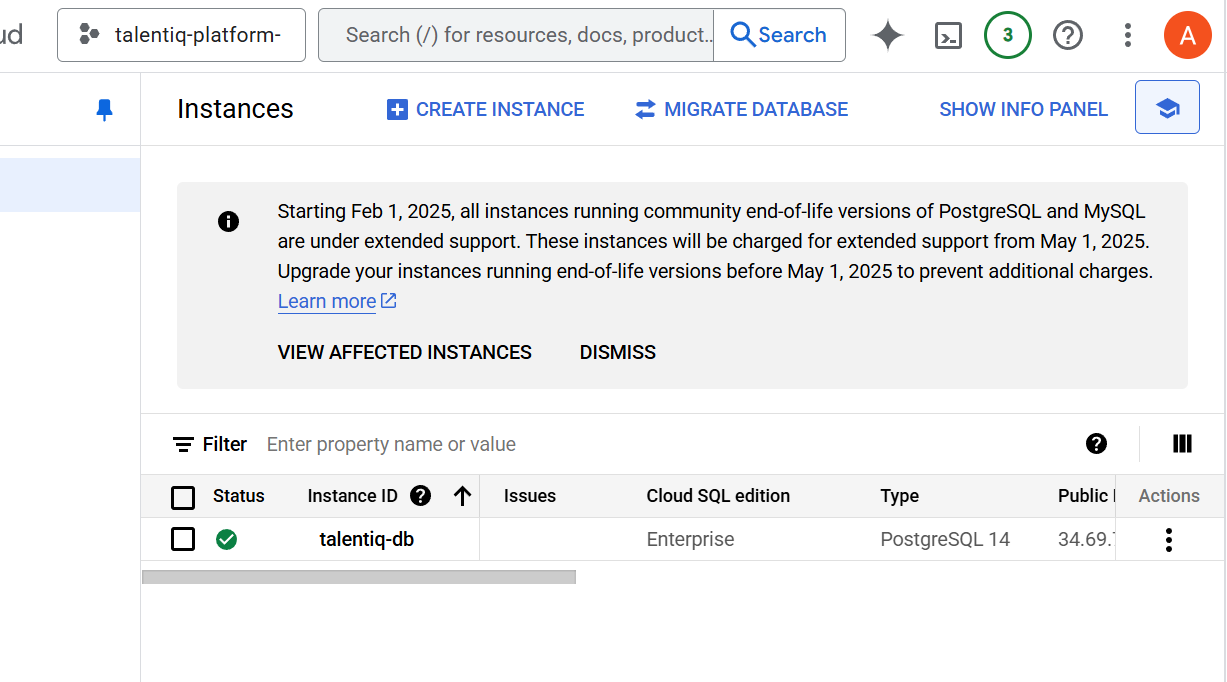 talentiq-platform-
Search (/) for resources, docs, product..
Search
3
A
Instances
CREATE INSTANCE
MIGRATE DATABASE
SHOW INFO PANEL
Starting Feb 1, 2025, all instances running community end-of-life versions of PostgreSQL and MySQL
are under extended support. These instances will be charged for extended support from May 1, 2025.
Upgrade your instances running end-of-life versions before May 1, 2025 to prevent additional charges.
Learn more
VIEW AFFECTED INSTANCES DISMISS
Filter Enter property name or value
Status Instance ID Issues Cloud SQL edition Type Public Actions
talentiq-db Enterprise PostgreSQL 14 34.69.